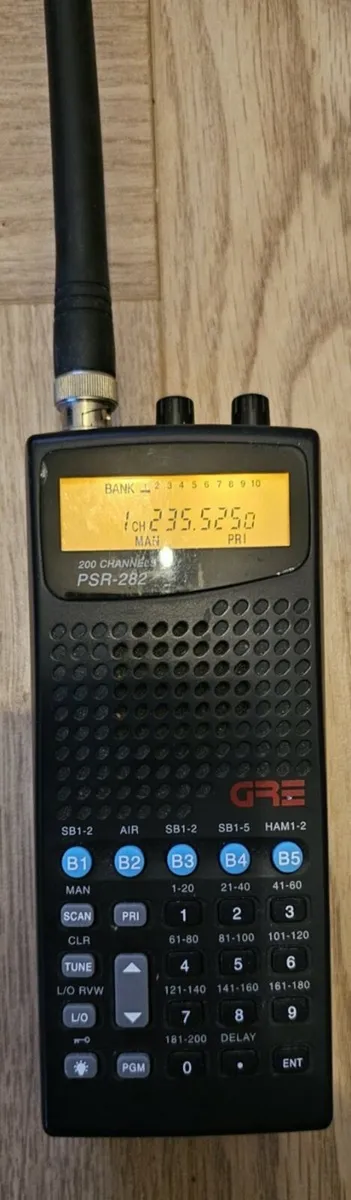 BANK 1 2 3 4 5 6 7 8 9 10
1 CH 235.5250
MAN PRI
200 CHANNELS
PSR-282
GRE
SB1-2 AIR SB1-2 SB1-5 HAM1-2
B1 B2 B3 B4 B5
MAN 1-20 21-40 41-60
SCAN PRI 1 2 3
CLR 61-80 81-100 101-120
TUNE 4 5 6
L/O RVW 121-140 141-160 161-180
L/O 7 8 9
181-200 DELAY
PGM 0 • ENT